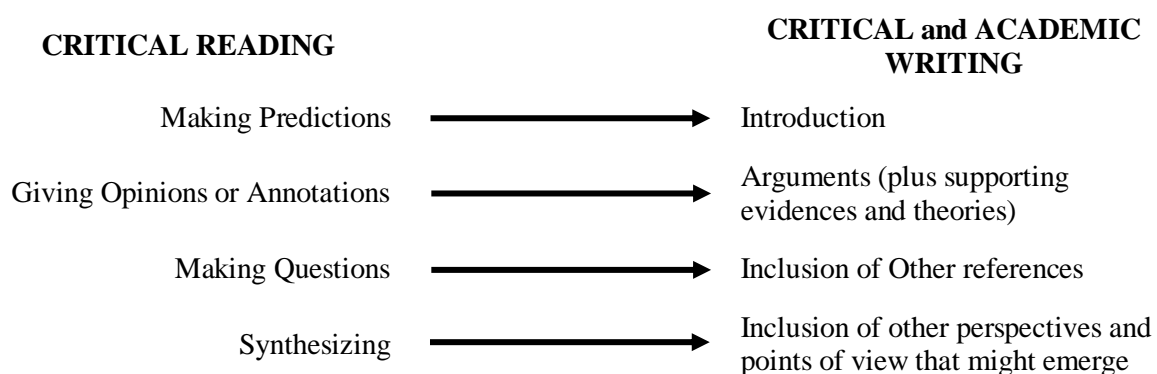 CRITICAL READING
CRITICAL and ACADEMIC
WRITING
Making Predictions
Introduction
Giving Opinions or Annotations
Arguments (plus supporting
evidences and theories)
Making Questions
Inclusion of Other references
Synthesizing
Inclusion of other perspectives and
points of view that might emerge